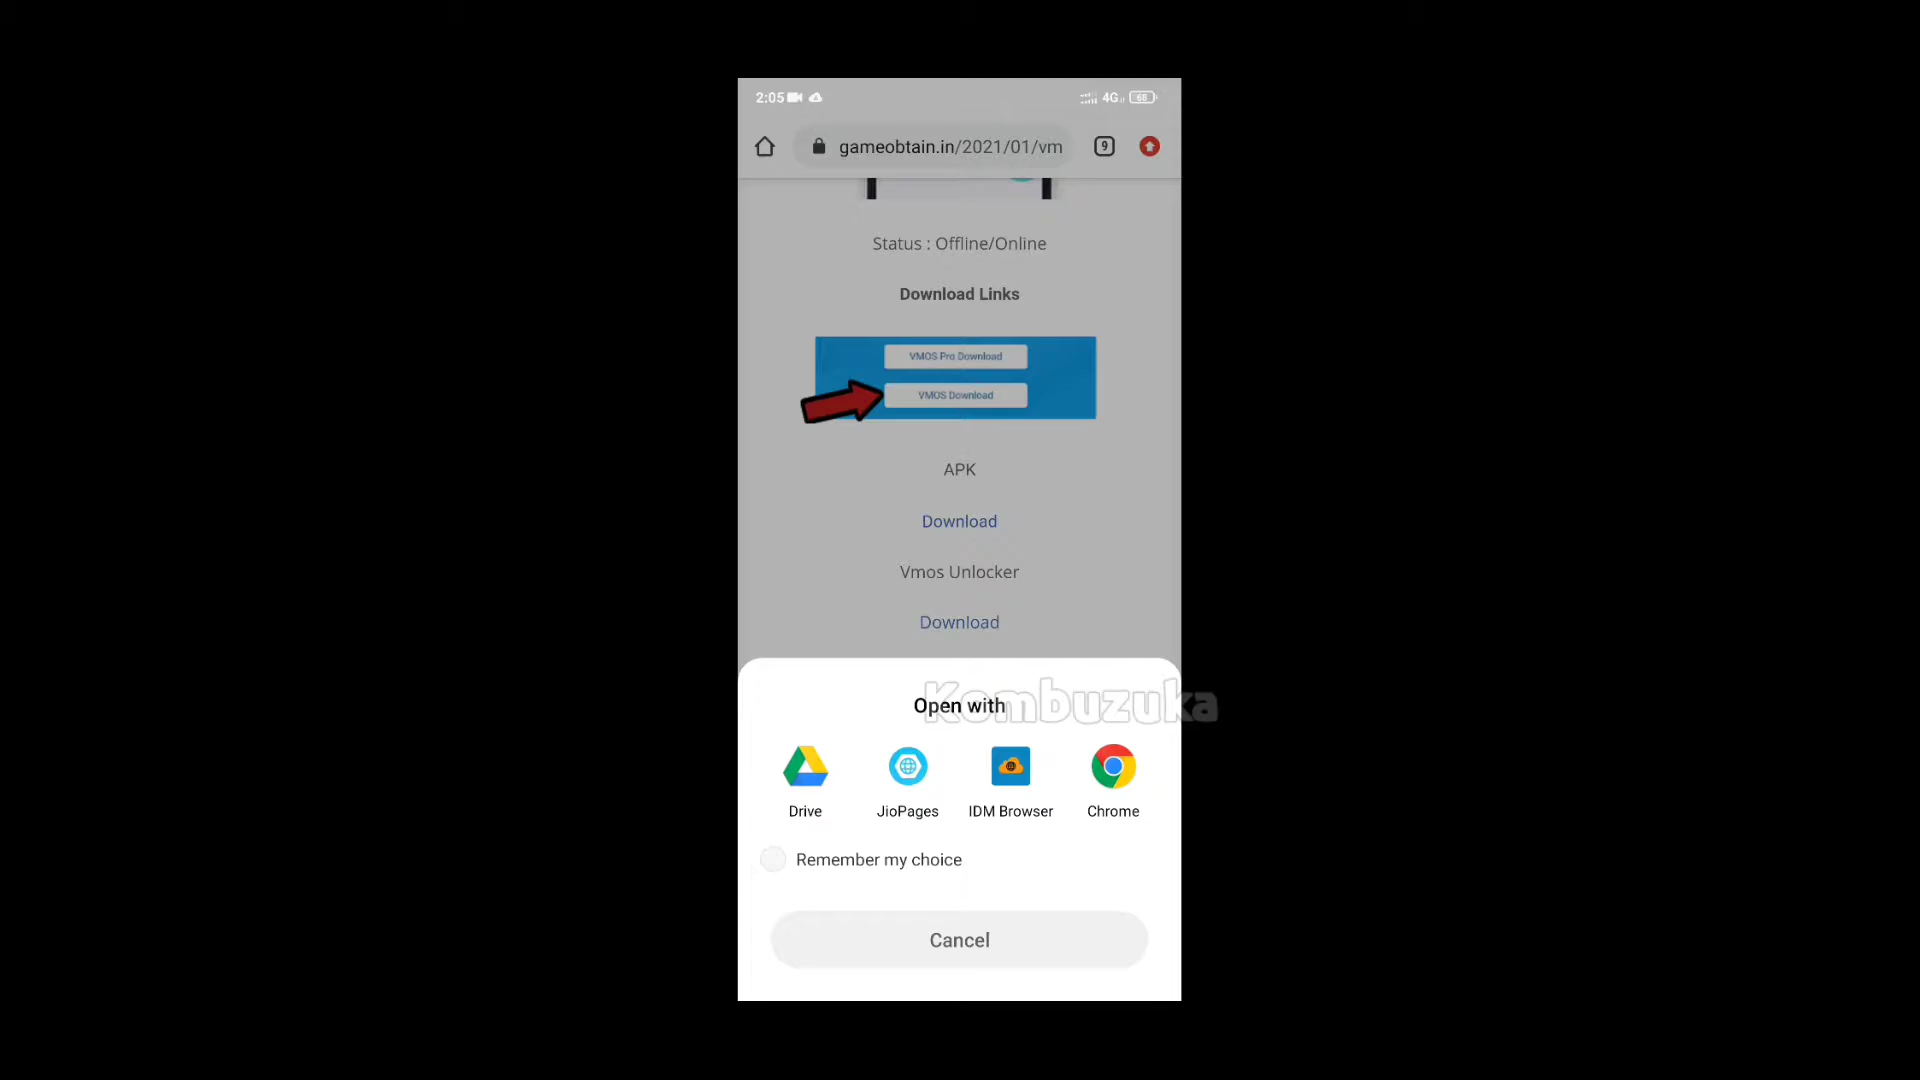 2:05
4G
68
gameobtain.in/2021/01/vm
9
Status : Offline/Online
Download Links
VMOS Pro Download
VMOS Download
APK
Download
Vmos Unlocker
Download
Kombuzuka
Open with
Drive
JioPages
IDM Browser
Chrome
Remember my choice
Cancel